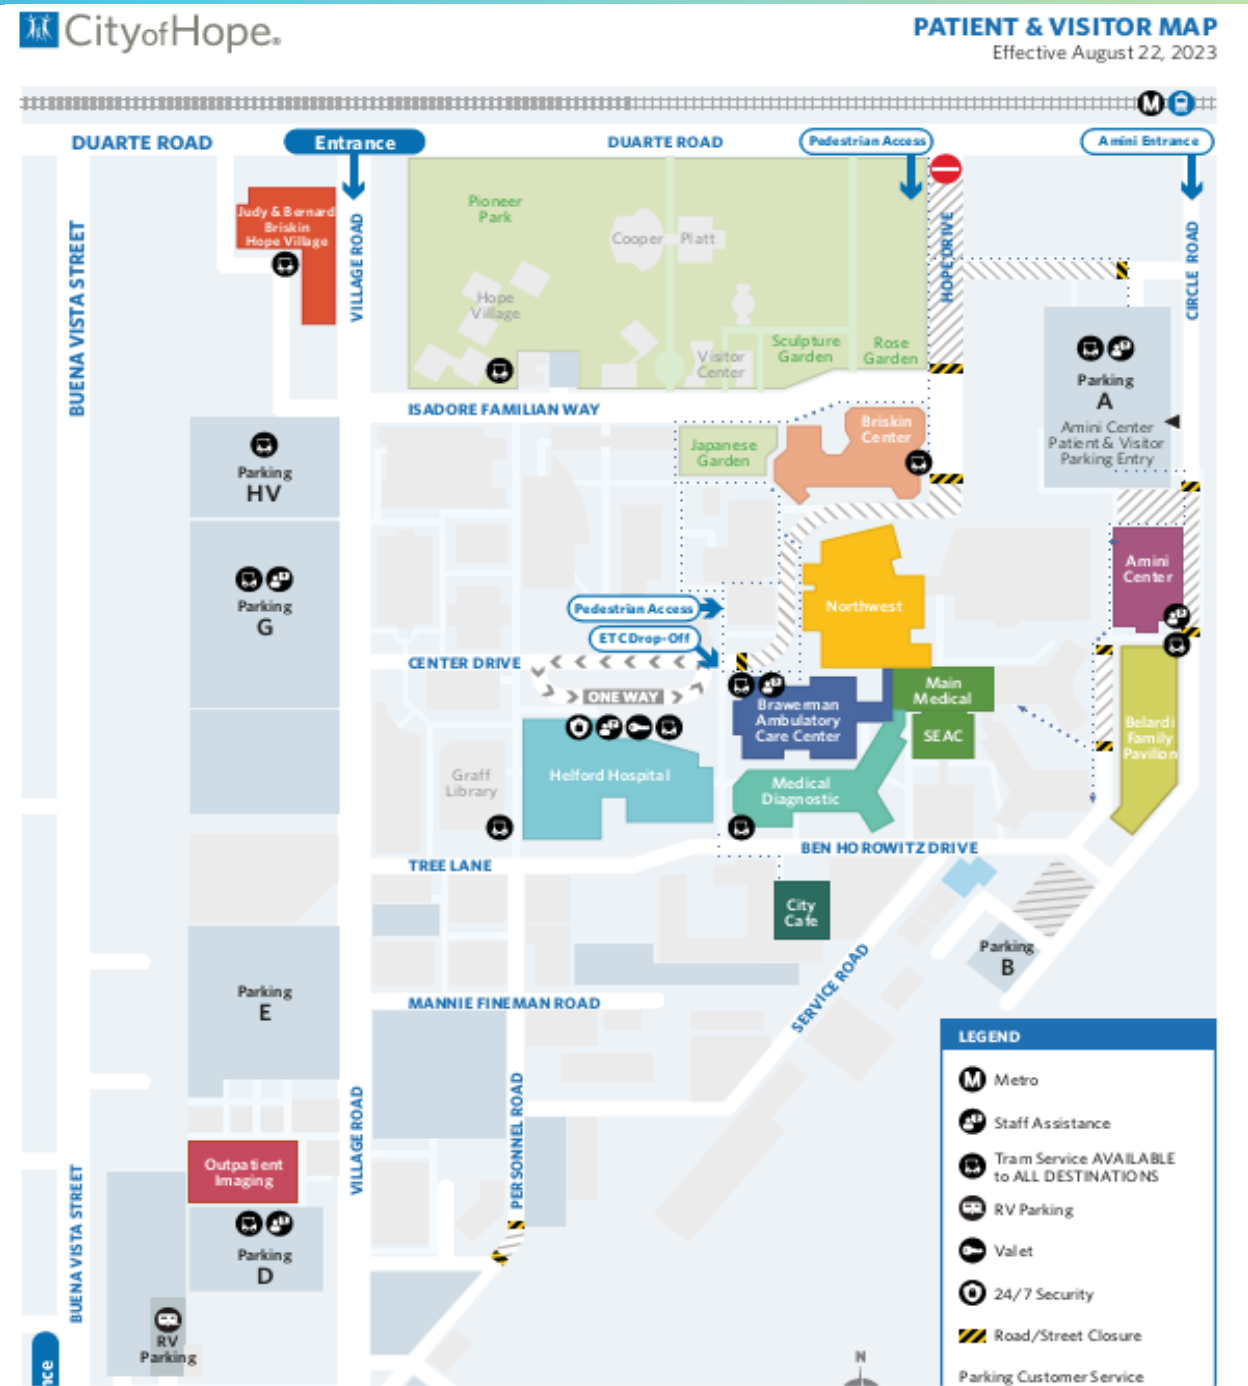 CityofHope®
PATIENT & VISITOR MAP
Effective August 22, 2023
M
DUARTE ROAD
Entrance
DUARTE ROAD
Pedestrian Access
Amini Entrance
Judy & Bernard
Briskin
Hope Village
BUENA VISTA STREET
VILLAGE ROAD
Pioneer
Park
Cooper
Platt
Hope
Village
Visitor
Center
Sculpture
Garden
Rose
Garden
HOPE DRIVE
CIRCLE ROAD
Parking
A
Amini Center
Patient & Visitor
Parking Entry
ISADORE FAMILIAN WAY
Japanese
Garden
Briskin
Center
Parking
HV
Parking
G
Amini
Center
Northwest
Pedestrian Access
ETC Drop-Off
CENTER DRIVE
ONE WAY
Main
Medical
SEAC
Brawerman
Ambulatory
Care Center
Belardi
Family
Pavilion
Graff
Library
Helford Hospital
Medical
Diagnostic
BEN HOROWITZ DRIVE
TREE LANE
City
Cafe
Parking
B
SERVICE ROAD
Parking
E
MANNIE FINEMAN ROAD
VILLAGE ROAD
PERSONNEL ROAD
BUENA VISTA STREET
Outpatient
Imaging
Parking
D
RV
Parking
nce
N
LEGEND
M Metro
Staff Assistance
Tram Service AVAILABLE
to ALL DESTINATIONS
RV Parking
Valet
24/7 Security
Road/Street Closure
Parking Customer Service